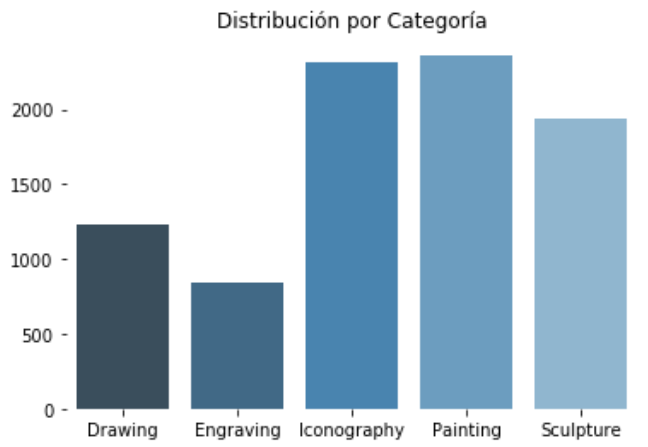 Distribución por Categoría
2000
1500
1000
500
0
Drawing Engraving Iconography Painting Sculpture